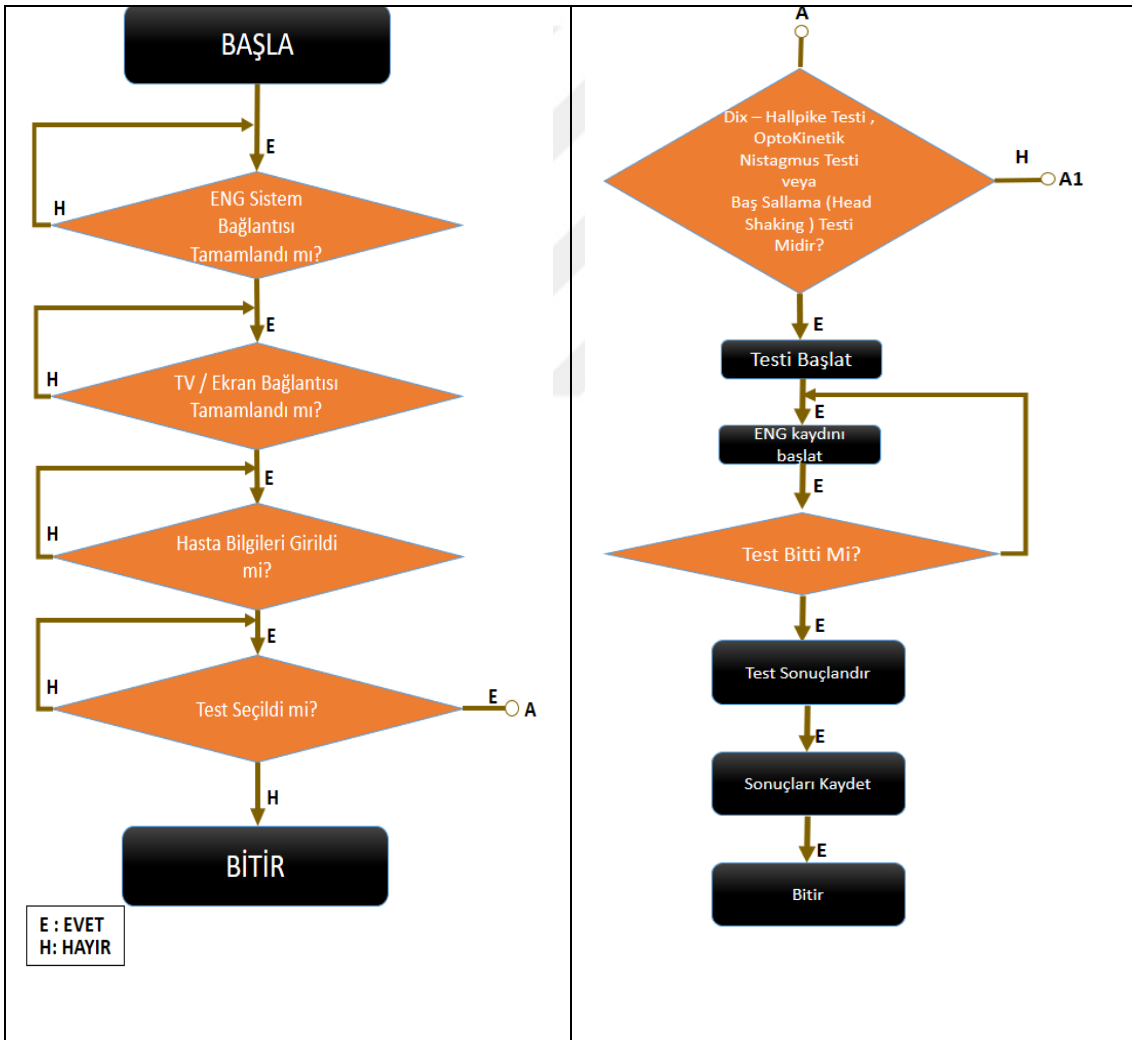 BAŞLA
E
H
ENG Sistem
Bağlantısı
Tamamlandı mı?
E
H
TV / Ekran Bağlantısı
Tamamlandı mı?
E
H
Hasta Bilgileri Girildi
mi?
E
H
Test Seçildi mi?
E
A
H
BİTİR
E : EVET
H: HAYIR
A
Dix – Hallpike Testi ,
OptoKinetik
Nistagmus Testi
veya
Baş Sallama (Head
Shaking ) Testi
Midir?
H
A1
E
Testi Başlat
E
ENG kaydını
başlat
E
Test Bitti Mi?
E
Test Sonuçlandır
E
Sonuçları Kaydet
E
Bitir